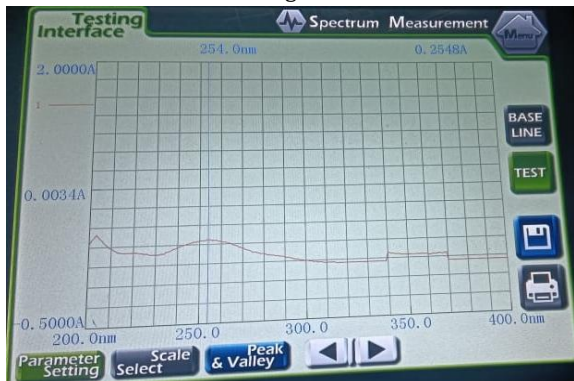 Testing
Interface
Spectrum Measurement
Menu
254.0nm
0.2548A
2.0000A
1
BASE
LINE
TEST
0.0034A
-0.5000A
200.0nm
250.0
300.0
350.0
400.0nm
Parameter
Setting
Scale
Select
Peak
& Valley